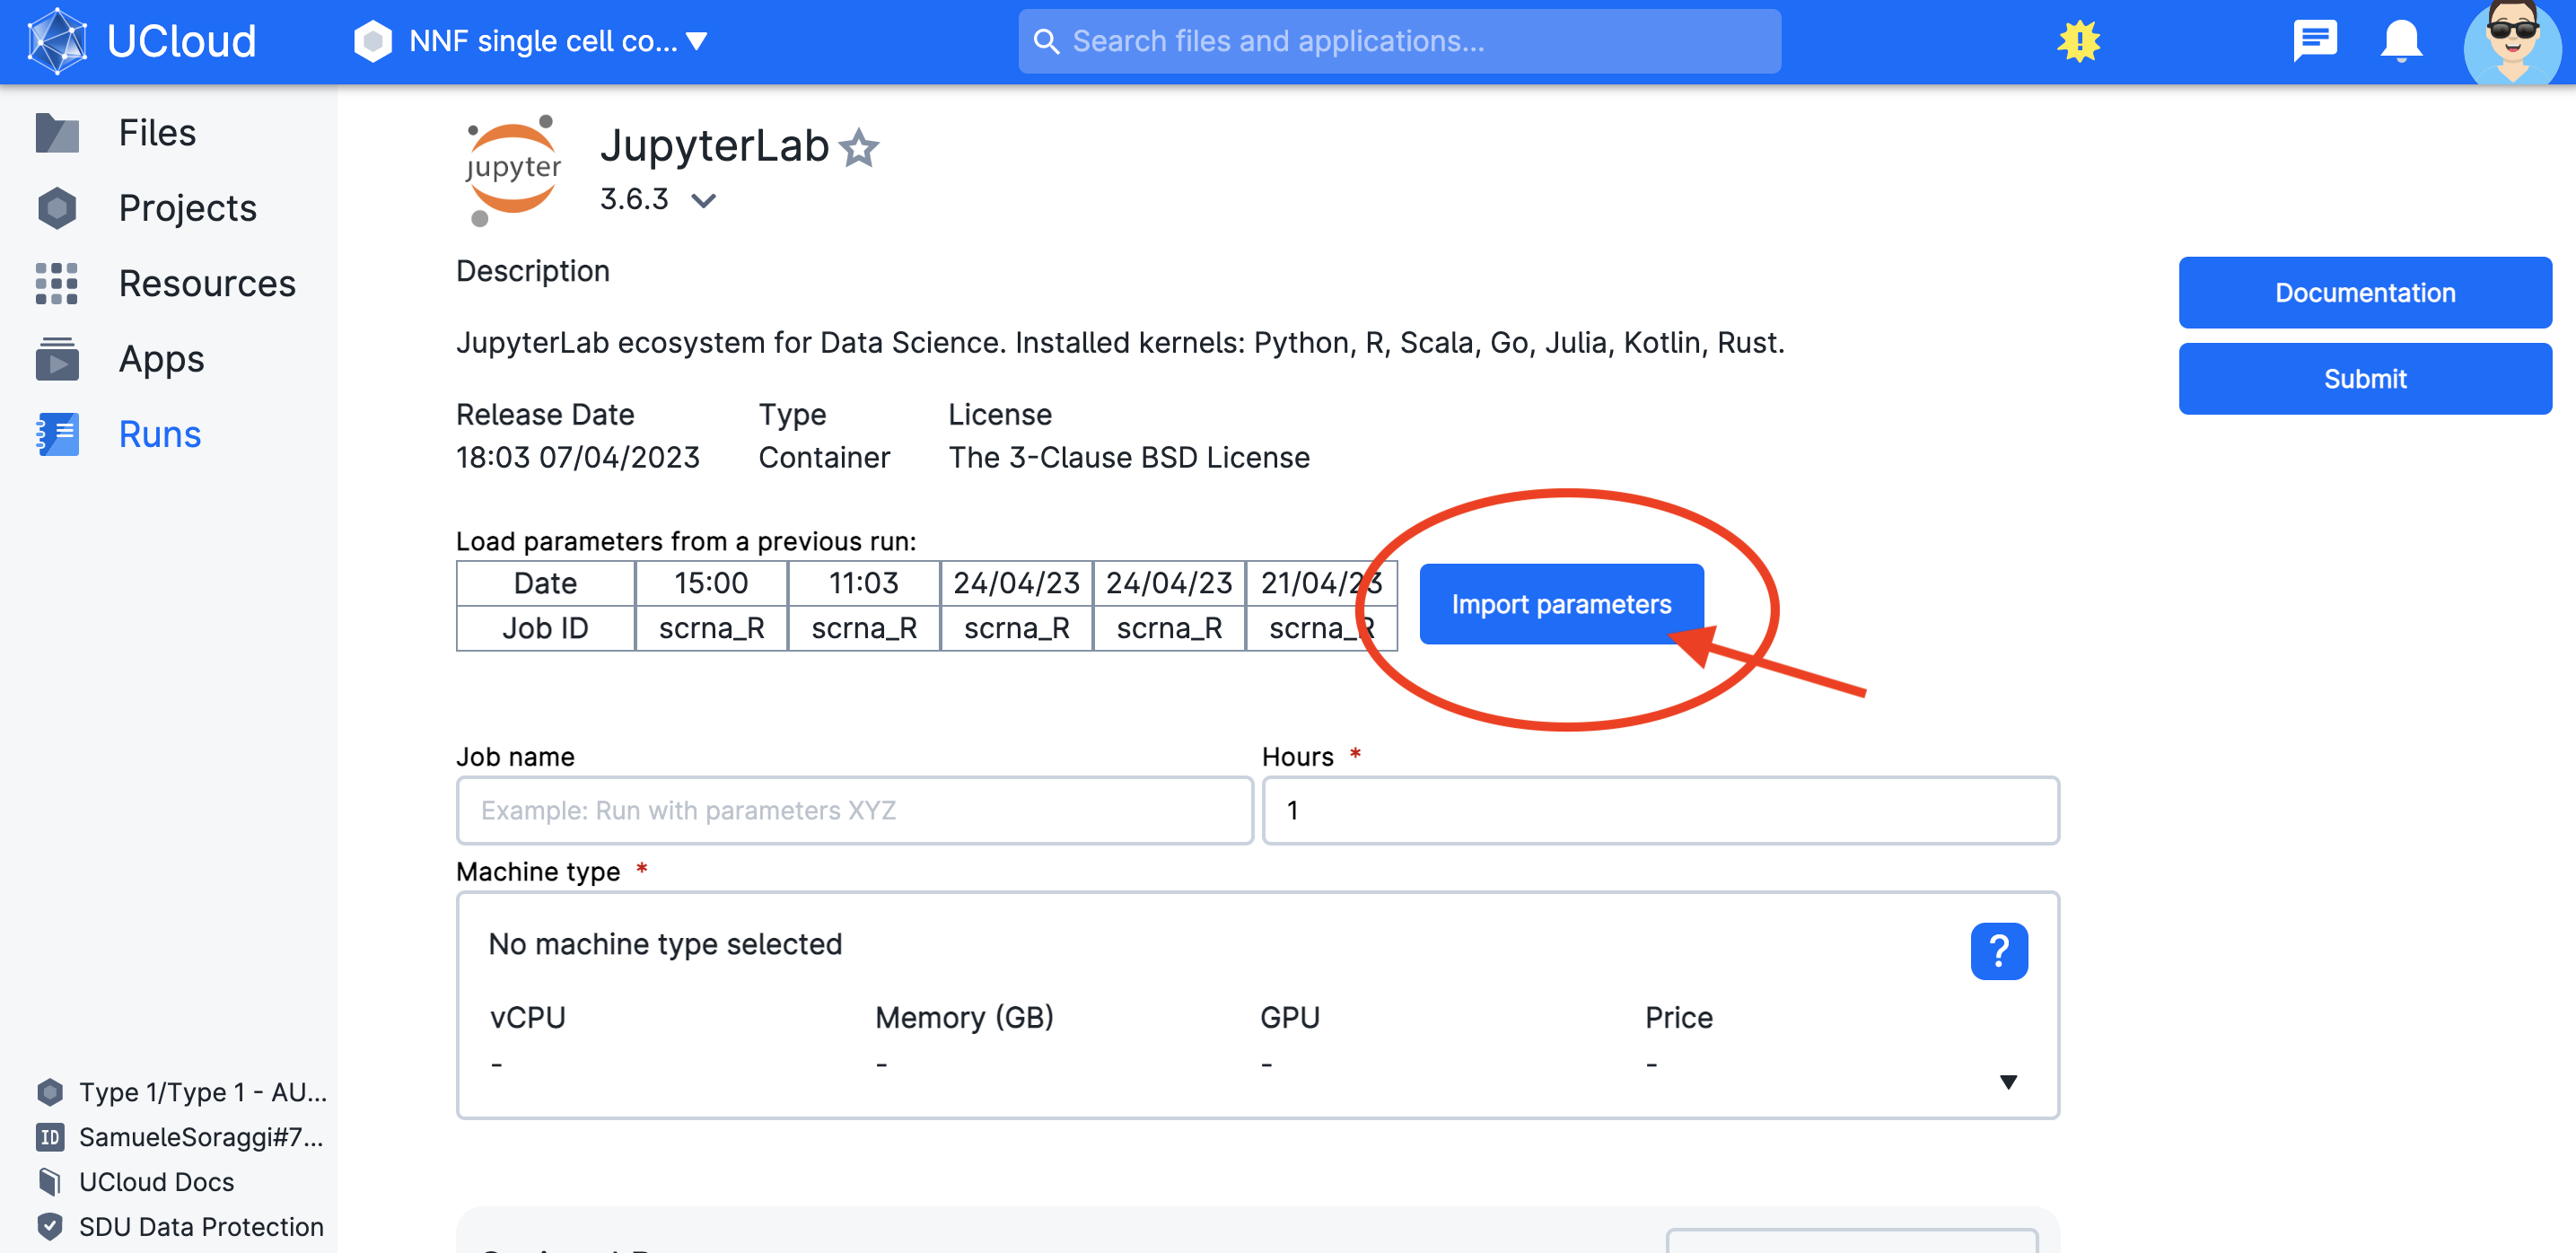 UCloud
NNF single cell co...
Search files and applications...
Files
Projects
Resources
Apps
Runs
jupyter
JupyterLab
3.6.3
Description
Documentation
JupyterLab ecosystem for Data Science. Installed kernels: Python, R, Scala, Go, Julia, Kotlin, Rust.
Submit
Release Date Type License
18:03 07/04/2023 Container The 3-Clause BSD License
Load parameters from a previous run:
Date 15:00 11:03 24/04/23 24/04/23 21/04/23
Job ID scrna_R scrna_R scrna_R scrna_R scrna_R
Import parameters
Job name Hours *
Example: Run with parameters XYZ 1
Machine type *
No machine type selected
?
vCPU Memory (GB) GPU Price
- - - -
Type 1/Type 1 - AU...
ID SamueleSoraggi#7...
UCloud Docs
SDU Data Protection